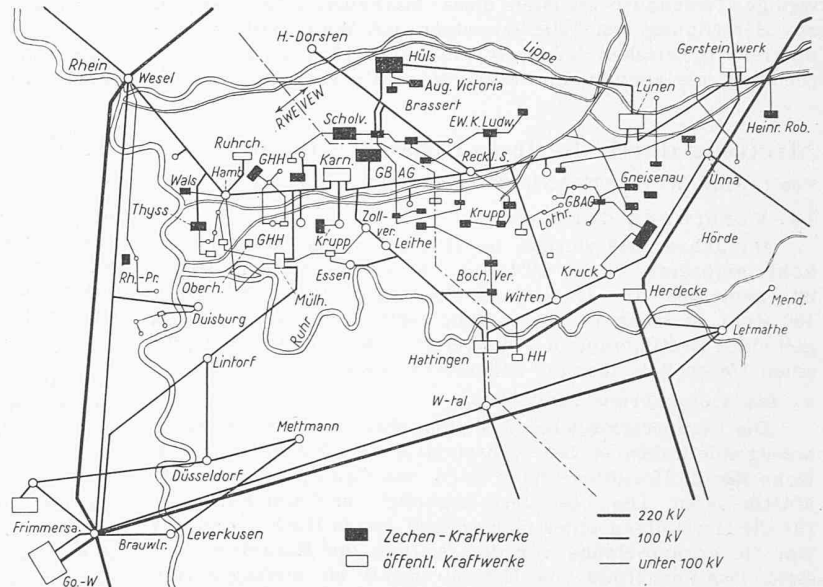 H.-Dorsten
Hüls
Lippe
Gerstein werk
Rhein
Wesel
Aug. Victoria
Lünen
RWE|VEW
Brassert
Scholv.
EW.K.Ludw.
Heinr. Rob.
Ruhrch.
GHH
Hamb.
Karn.
GB AG
Reckl. S.
Gneisenau
Unna
Wals.
GBAG
Thyss.
Krupp
Zoll-
ver.
Krupp
Lothr.
GHH
Leithe
Hörde
Rh.-Pr.
Oberh.
Essen
Boch. Ver.
Kruck
Mülh.
Witten
Herdecke
Mend.
Duisburg
Ruhr
Letmathe
Hattingen
HH
Lintorf
W-tal
Mettmann
Düsseldorf
Frimmersa.
Brauwlr.
Leverkusen
Go.-W
Zechen-Kraftwerke
öffentl. Kraftwerke
220 kV
100 kV
unter 100 kV